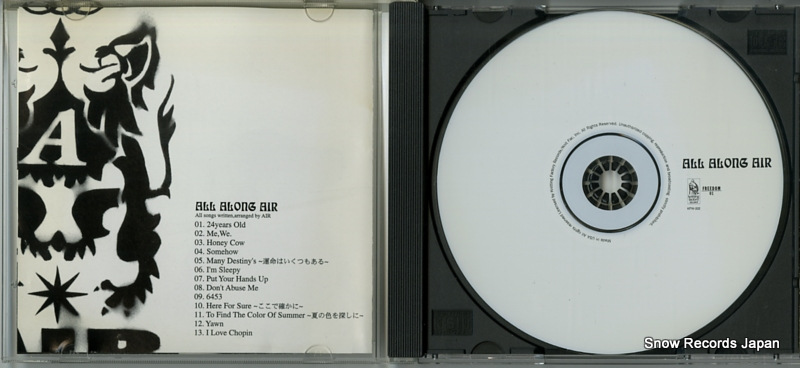 A
ALL ALONG AIR
All songs written,arranged by AIR
01. 24years Old
02. Me,We.
03. Honey Cow
04. Somehow
05. Many Destiny's ~運命はいくつもある~
06. I'm Sleepy
07. Put Your Hands Up
08. Don't Abuse Me
09. 6453
10. Here For Sure ~ここで確かに~
11. To Find The Color Of Summer ~夏の色を探しに~
12. Yawn
13. I Love Chopin
ALL ALONG AIR
FREEDOM
Snow Records Japan